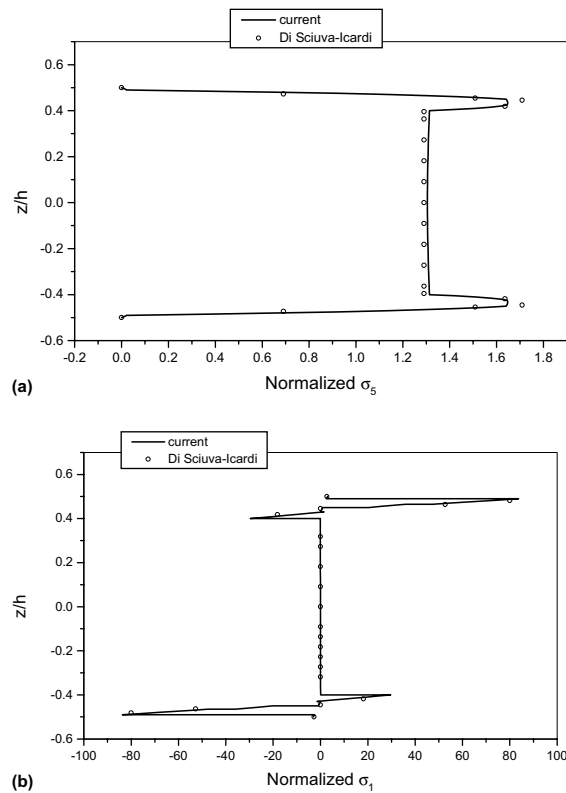 current
Di Sciuva-Icardi
0.6
0.4
0.2
0.0
-0.2
-0.4
-0.6
z/h
-0.2 0.0 0.2 0.4 0.6 0.8 1.0 1.2 1.4 1.6 1.8
(a)
Normalized σ5
current
Di Sciuva-Icardi
0.6
0.4
0.2
0.0
-0.2
-0.4
-0.6
z/h
-100 -80 -60 -40 -20 0 20 40 60 80 100
(b)
Normalized σ1